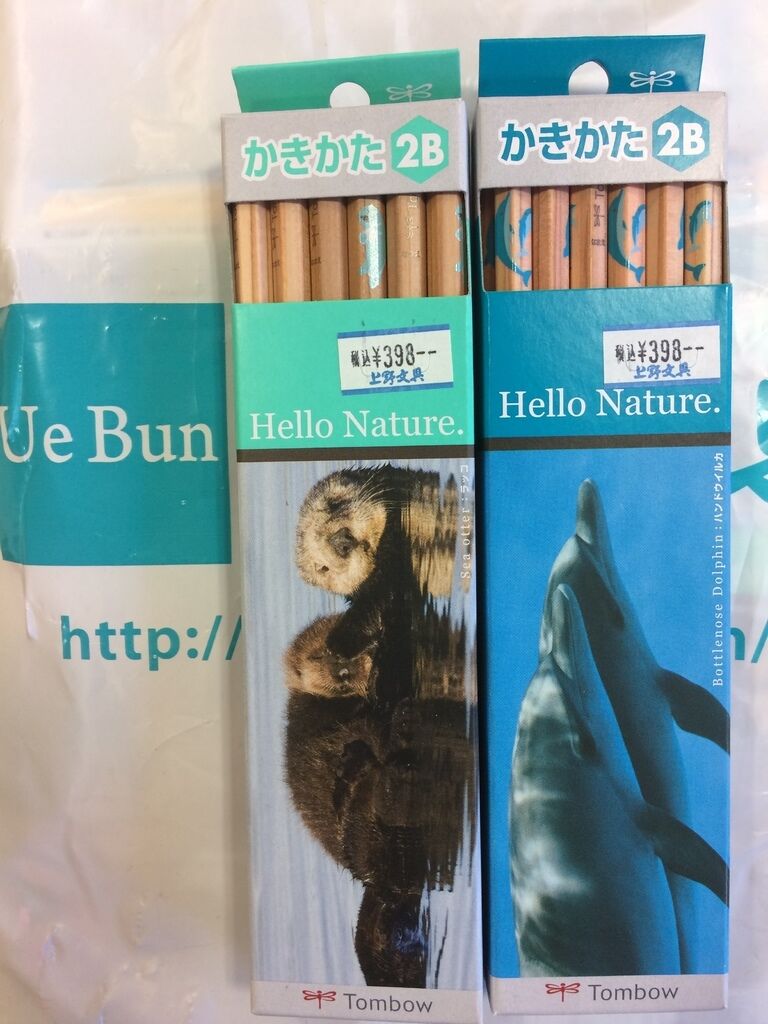 かきかた 2B
税込¥398--
上野文具
Hello Nature.
Sea otter : ラッコ
Tombow
かきかた 2B
税込¥398--
上野文具
Hello Nature.
Bottlenose Dolphin : ハンドウイルカ
Tombow
Ue Bun
http://